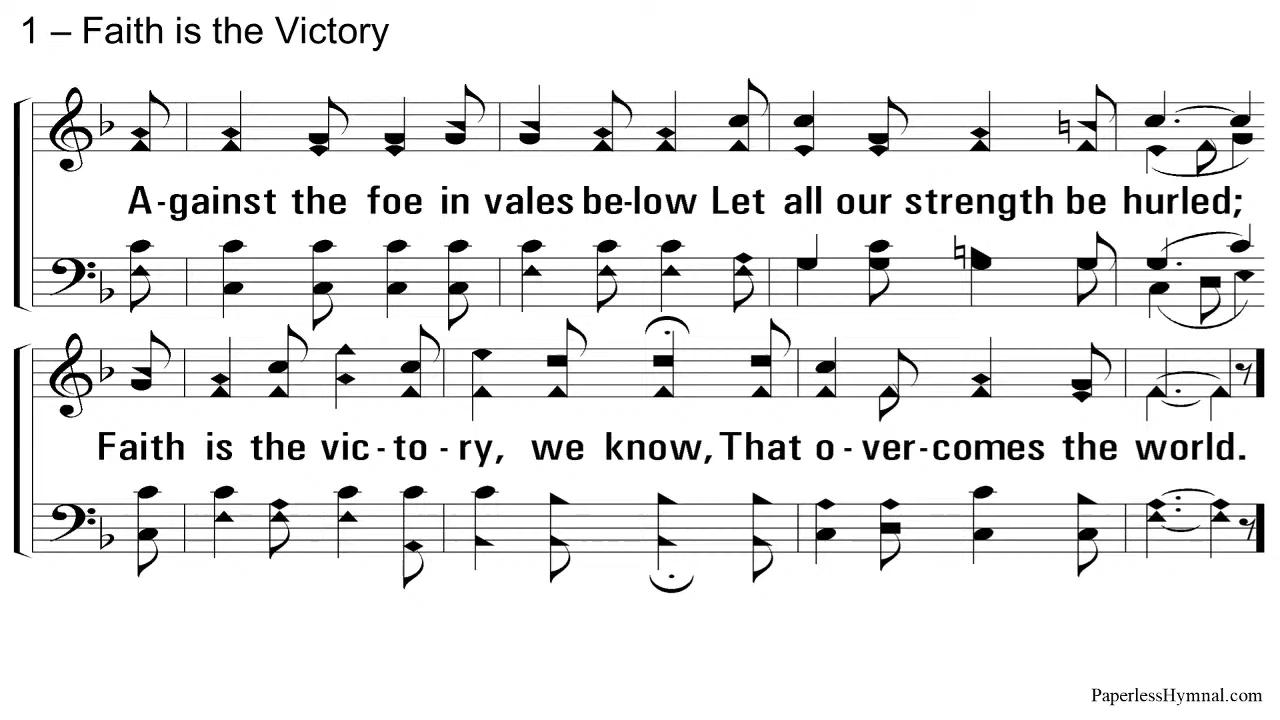 1 – Faith is the Victory
A-gainst the foe in vales be-low Let all our strength be hurled;
Faith is the vic-to-ry, we know, That o-ver-comes the world.
PaperlessHymnal.com